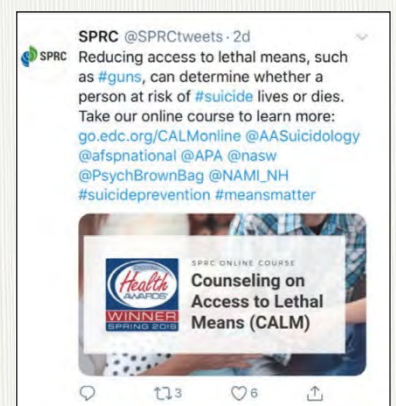 SPRC @SPRCtweets · 2d
SPRC
Reducing access to lethal means, such
as #guns, can determine whether a
person at risk of #suicide lives or dies.
Take our online course to learn more:
go.edc.org/CALMonline @AASuicidology
@afspnational @APA @nasw
@PsychBrownBag @NAMI_NH
#suicideprevention #meansmatter
SPRC ONLINE COURSE
Health
AWARDS
WINNER
SPRING 2019
Counseling on
Access to Lethal
Means (CALM)
3 6